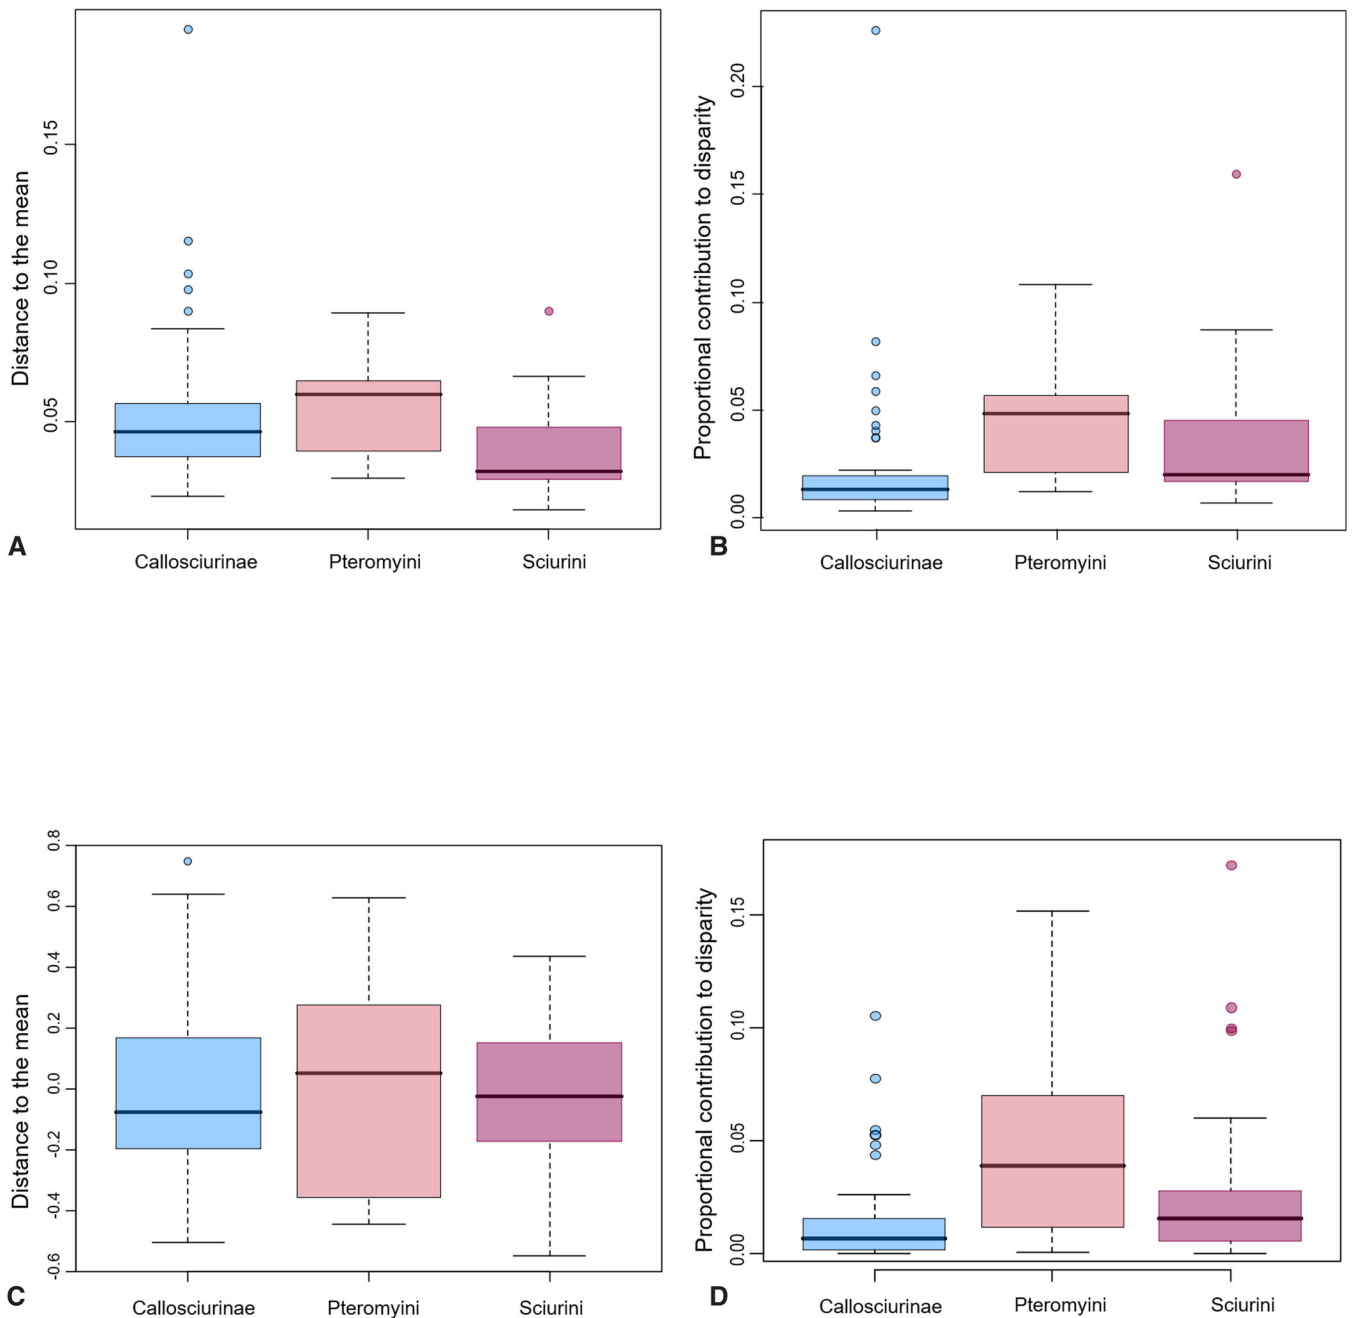 Distance to the mean
0.15
0.10
0.05
Callosciurinae Pteromyini Sciurini
A
Proportional contribution to disparity
0.20
0.15
0.10
0.05
0.00
Callosciurinae Pteromyini Sciurini
B
Distance to the mean
0.8
0.6
0.4
0.2
0.0
-0.2
-0.4
-0.6
Callosciurinae Pteromyini Sciurini
C
Proportional contribution to disparity
0.15
0.10
0.05
0.00
Callosciurinae Pteromyini Sciurini
D